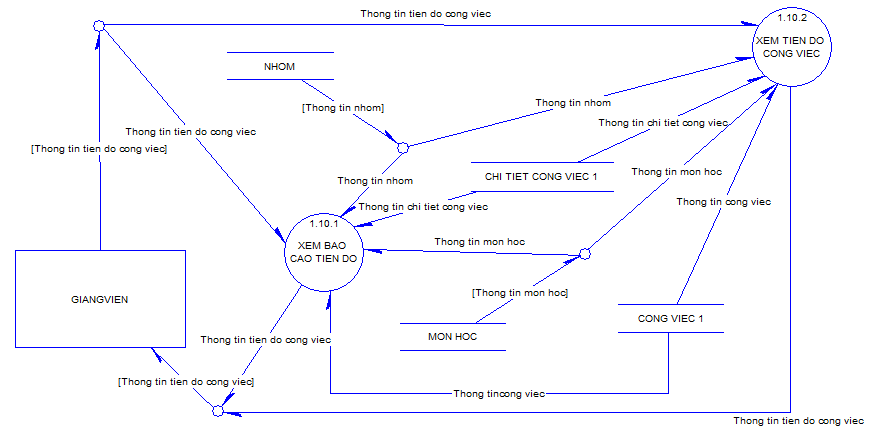 Thong tin tien do cong viec
1.10.2
XEM TIEN DO
CONG VIEC
NHOM
[Thong tin nhom]
Thong tin nhom
Thong tin chi tiet cong viec
Thong tin tien do cong viec
[Thong tin tien do cong viec]
Thong tin nhom
CHI TIET CONG VIEC 1
Thong tin mon hoc
Thong tin cong viec
Thong tin chi tiet cong viec
1.10.1
XEM BAO
CAO TIEN DO
Thong tin mon hoc
GIANGVIEN
[Thong tin mon hoc]
CONG VIEC 1
MON HOC
Thong tin tien do cong viec
[Thong tin tien do cong viec]
Thong tincong viec
Thong tin tien do cong viec